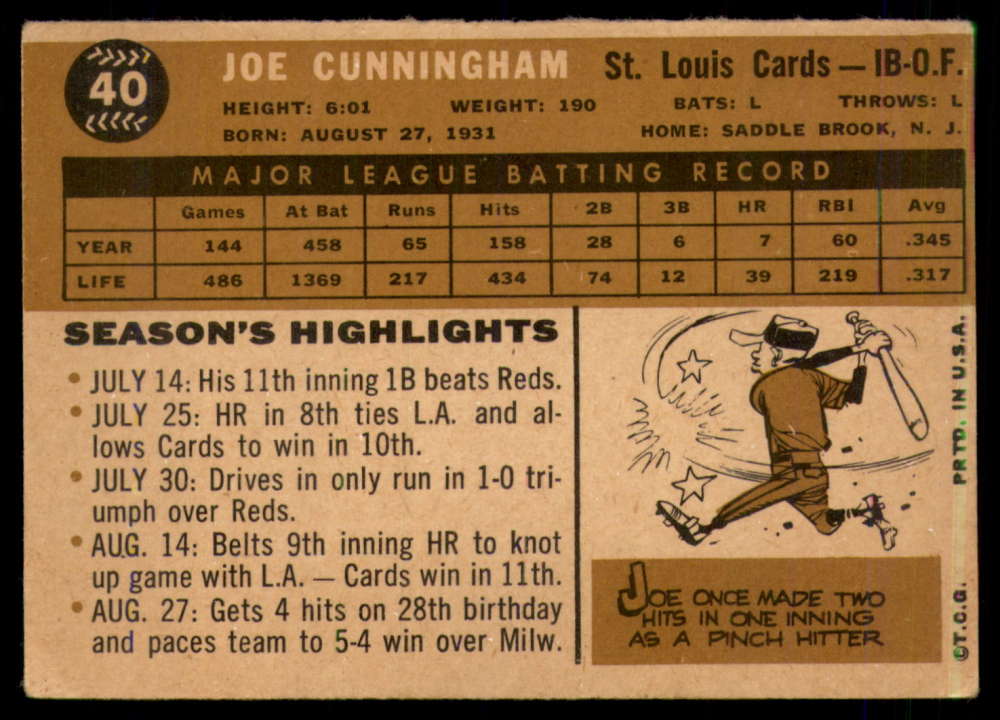 40
JOE CUNNINGHAM St. Louis Cards — IB-O.F.
HEIGHT: 6:01 WEIGHT: 190 BATS: L THROWS: L
BORN: AUGUST 27, 1931 HOME: SADDLE BROOK, N. J.
MAJOR LEAGUE BATTING RECORD
Games At Bat Runs Hits 2B 3B HR RBI Avg
YEAR 144 458 65 158 28 6 7 60 .345
LIFE 486 1369 217 434 74 12 39 219 .317
SEASON'S HIGHLIGHTS
• JULY 14: His 11th inning 1B beats Reds.
• JULY 25: HR in 8th ties L.A. and al-
lows Cards to win in 10th.
• JULY 30: Drives in only run in 1-0 tri-
umph over Reds.
• AUG. 14: Belts 9th inning HR to knot
up game with L.A. — Cards win in 11th.
• AUG. 27: Gets 4 hits on 28th birthday
and paces team to 5-4 win over Milw.
JOE ONCE MADE TWO
HITS IN ONE INNING
AS A PINCH HITTER
©T.C.G. PRTD. IN U.S.A.